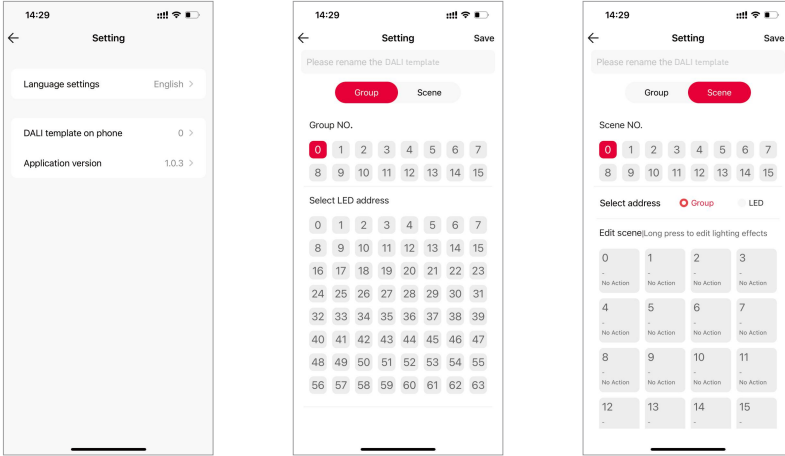 14:29
Setting
Language settings English >
DALI template on phone 0 >
Application version 1.0.3 >
14:29
Setting Save
Please rename the DALI template
Group Scene
Group NO.
0 1 2 3 4 5 6 7
8 9 10 11 12 13 14 15
Select LED address
0 1 2 3 4 5 6 7
8 9 10 11 12 13 14 15
16 17 18 19 20 21 22 23
24 25 26 27 28 29 30 31
32 33 34 35 36 37 38 39
40 41 42 43 44 45 46 47
48 49 50 51 52 53 54 55
56 57 58 59 60 61 62 63
14:29
Setting Save
Please rename the DALI template
Group Scene
Scene NO.
0 1 2 3 4 5 6 7
8 9 10 11 12 13 14 15
Select address Group LED
Edit scene|Long press to edit lighting effects
0 1 2 3
- - - -
No Action No Action No Action No Action
4 5 6 7
- - - -
No Action No Action No Action No Action
8 9 10 11
- - - -
No Action No Action No Action No Action
12 13 14 15
- - - -